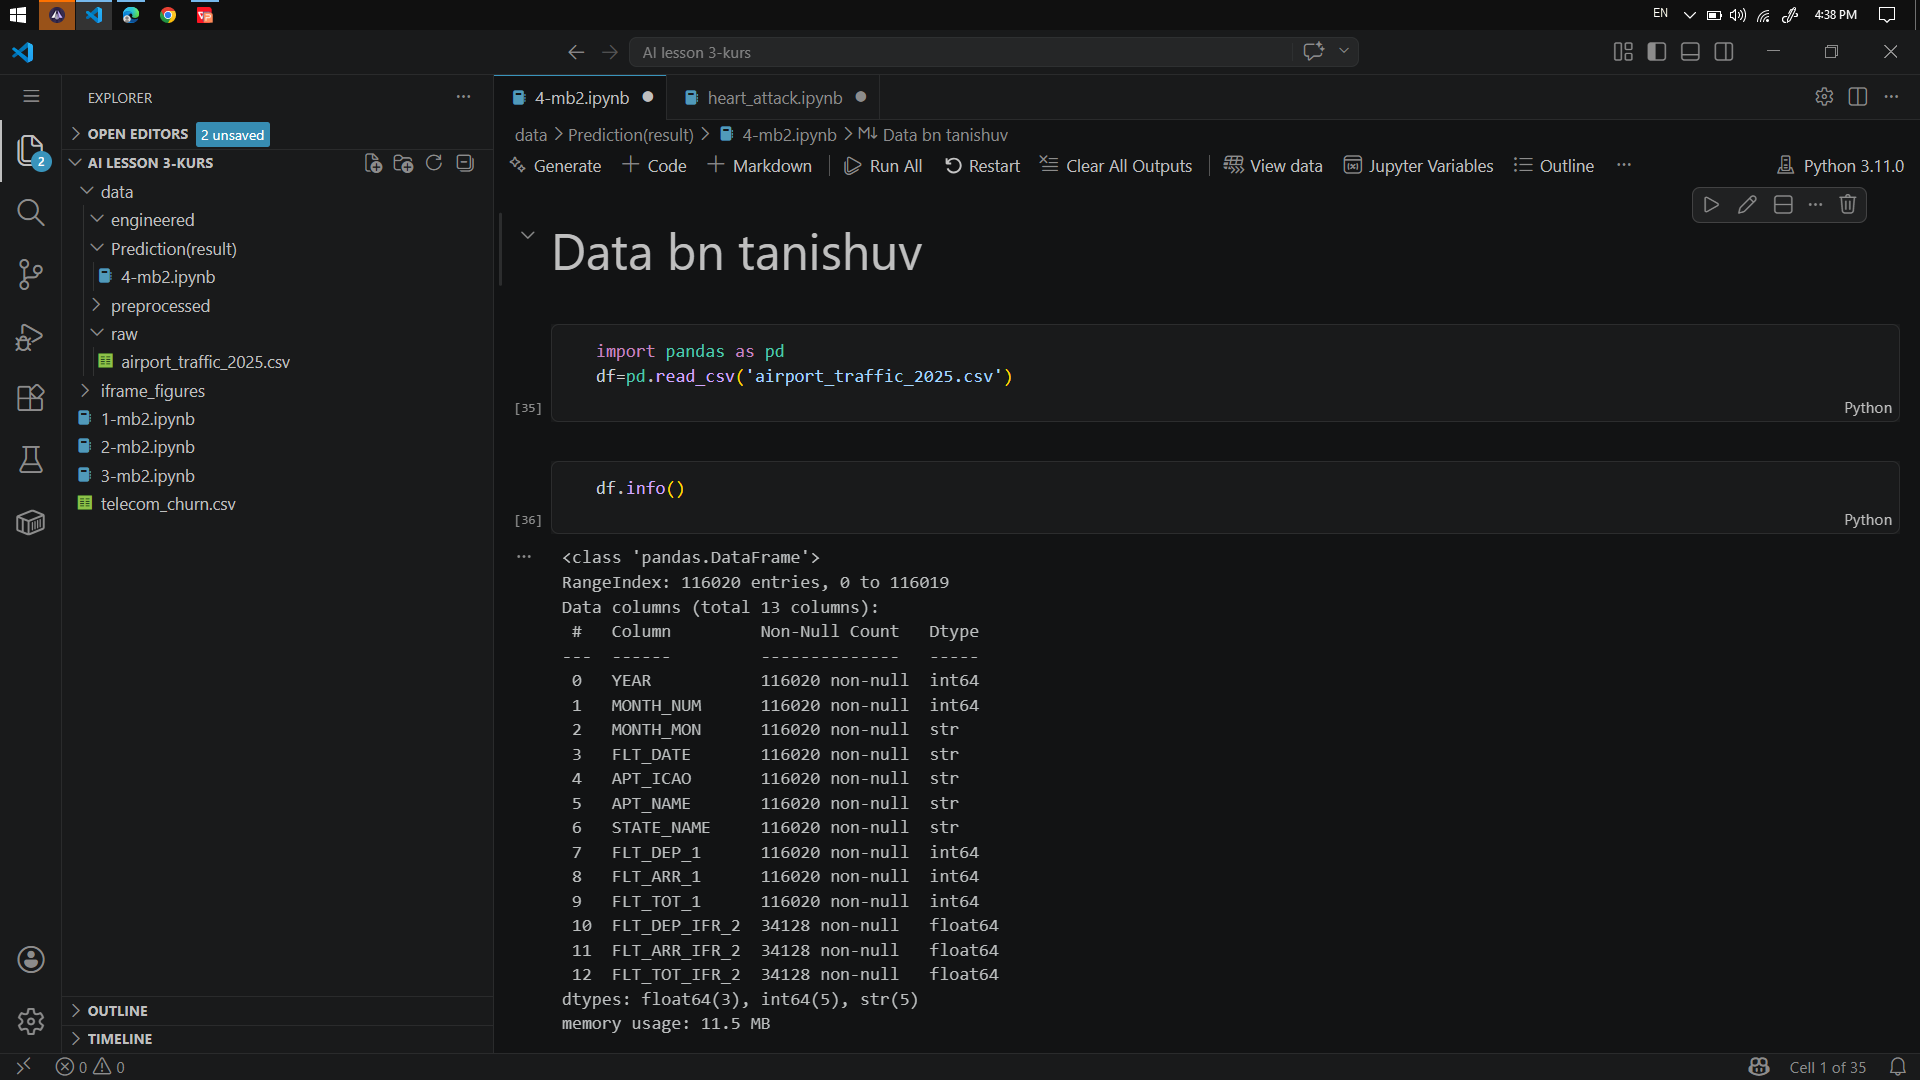 EN
4:38 PM
AI lesson 3-kurs
EXPLORER
OPEN EDITORS 2 unsaved
AI LESSON 3-KURS
data
engineered
Prediction(result)
4-mb2.ipynb
preprocessed
raw
airport_traffic_2025.csv
iframe_figures
1-mb2.ipynb
2-mb2.ipynb
3-mb2.ipynb
telecom_churn.csv
OUTLINE
TIMELINE
2
4-mb2.ipynb
heart_attack.ipynb
data > Prediction(result) > 4-mb2.ipynb > M↓ Data bn tanishuv
Generate + Code + Markdown | Run All Restart Clear All Outputs | View data Jupyter Variables Outline ... Python 3.11.0
Data bn tanishuv
import pandas as pd
df=pd.read_csv('airport_traffic_2025.csv')
[35]
Python
df.info()
[36]
Python
<class 'pandas.DataFrame'>
RangeIndex: 116020 entries, 0 to 116019
Data columns (total 13 columns):
#   Column         Non-Null Count   Dtype
---  ------         --------------   -----
0   YEAR           116020 non-null  int64
1   MONTH_NUM      116020 non-null  int64
2   MONTH_MON      116020 non-null  str
3   FLT_DATE       116020 non-null  str
4   APT_ICAO       116020 non-null  str
5   APT_NAME       116020 non-null  str
6   STATE_NAME     116020 non-null  str
7   FLT_DEP_1      116020 non-null  int64
8   FLT_ARR_1      116020 non-null  int64
9   FLT_TOT_1      116020 non-null  int64
10  FLT_DEP_IFR_2  34128 non-null   float64
11  FLT_ARR_IFR_2  34128 non-null   float64
12  FLT_TOT_IFR_2  34128 non-null   float64
dtypes: float64(3), int64(5), str(5)
memory usage: 11.5 MB
0 0
Cell 1 of 35